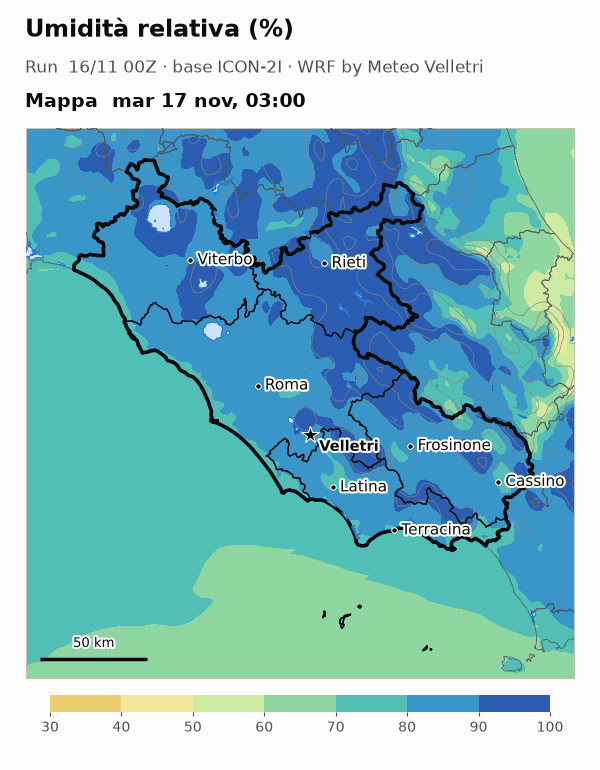 Umidità relativa (%)
Run  16/11 00Z · base ICON-2I · WRF by Meteo Velletri
Mappa  mar 17 nov, 03:00
Viterbo
Rieti
Roma
Velletri
Frosinone
Cassino
Latina
Terracina
50 km
30 40 50 60 70 80 90 100